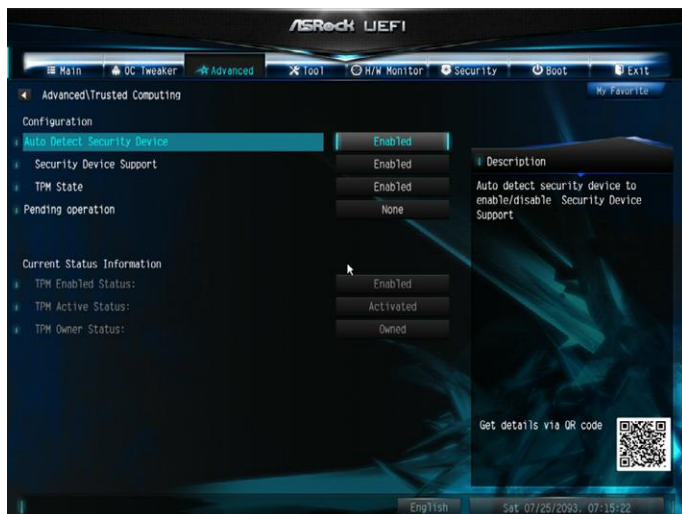 ASRock UEFI
Main
OC Tweaker
Advanced
Tool
H/W Monitor
Security
Boot
Exit
My Favorite
Advanced\Trusted Computing
Configuration
Auto Detect Security Device Enabled
Security Device Support Enabled
TPM State Enabled
Pending operation None
Current Status Information
TPM Enabled Status: Enabled
TPM Active Status: Activated
TPM Owner Status: Owned
Description
Auto detect security device to
enable/disable Security Device
Support
Get details via QR code
English
Sat 07/25/2093. 07:15:22